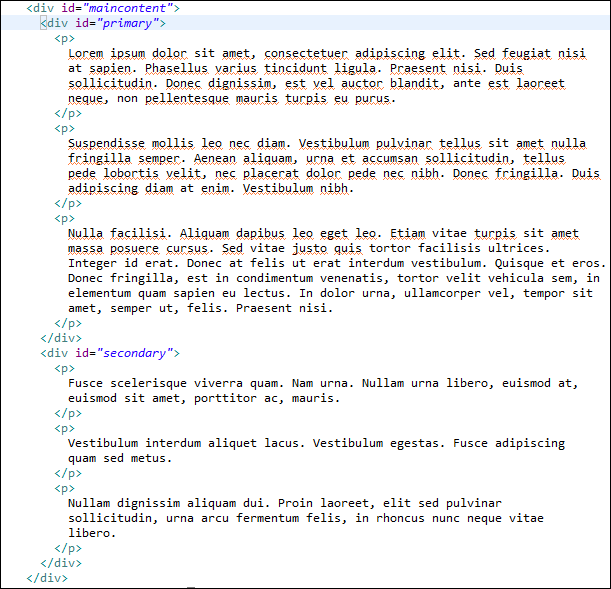 <div id="maincontent">
<div id="primary">
<p>
Lorem ipsum dolor sit amet, consectetuer adipiscing elit. Sed feugiat nisi
at sapien. Phasellus varius tincidunt ligula. Praesent nisi. Duis
sollicitudin. Donec dignissim, est vel auctor blandit, ante est laoreet
neque, non pellentesque mauris turpis eu purus.
</p>
<p>
Suspendisse mollis leo nec diam. Vestibulum pulvinar tellus sit amet nulla
fringilla semper. Aenean aliquam, urna et accumsan sollicitudin, tellus
pede lobortis velit, nec placerat dolor pede nec nibh. Donec fringilla. Duis
adipiscing diam at enim. Vestibulum nibh.
</p>
<p>
Nulla facilisi. Aliquam dapibus leo eget leo. Etiam vitae turpis sit amet
massa posuere cursus. Sed vitae justo quis tortor facilisis ultrices.
Integer id erat. Donec at felis ut erat interdum vestibulum. Quisque et eros.
Donec fringilla, est in condimentum venenatis, tortor velit vehicula sem, in
elementum quam sapien eu lectus. In dolor urna, ullamcorper vel, tempor sit
amet, semper ut, felis. Praesent nisi.
</p>
</div>
<div id="secondary">
<p>
Fusce scelerisque viverra quam. Nam urna. Nullam urna libero, euismod at,
euismod sit amet, porttitor ac, mauris.
</p>
<p>
Vestibulum interdum aliquet lacus. Vestibulum egestas. Fusce adipiscing
quam sed metus.
</p>
<p>
Nullam dignissim aliquam dui. Proin laoreet, elit sed pulvinar
sollicitudin, urna arcu fermentum felis, in rhoncus nunc neque vitae
libero.
</p>
</div>
</div>